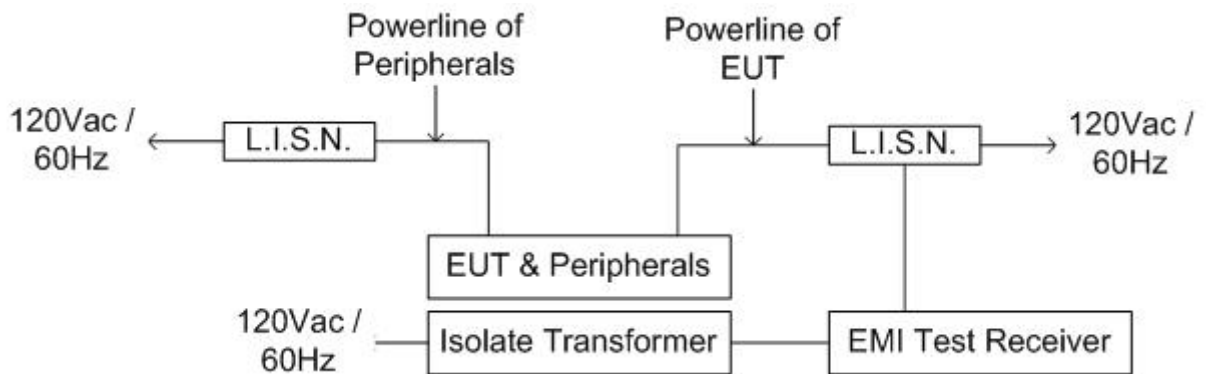 Powerline of
Peripherals
Powerline of
EUT
120Vac /
60Hz
L.I.S.N.
L.I.S.N.
120Vac /
60Hz
EUT & Peripherals
120Vac /
60Hz
Isolate Transformer
EMI Test Receiver